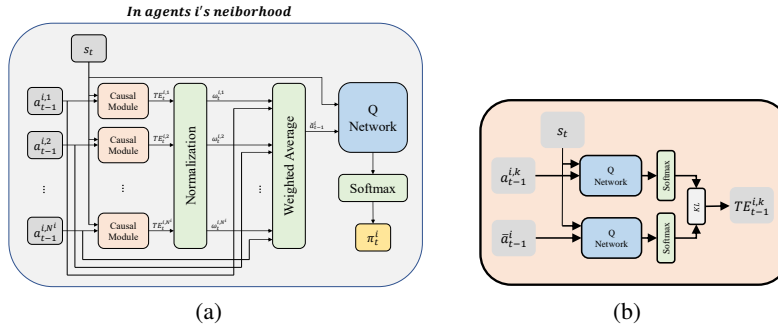 In agents i's neiborhood
s_t
a_{t-1}^{i,1}
Causal
Module
TE_t^{i,1}
ω_t^{i,1}
a_{t-1}^{i,2}
Causal
Module
TE_t^{i,2}
ω_t^{i,2}
...
...
...
a_{t-1}^{i,N^i}
Causal
Module
TE_t^{i,N^i}
ω_t^{i,N^i}
Normalization
Weighted Average
ā_{t-1}^i
Q
Network
Softmax
π_t^i
(a)
s_t
a_{t-1}^{i,k}
Q
Network
Softmax
KL
TE_{t-1}^{i,k}
ā_{t-1}^i
Q
Network
Softmax
(b)